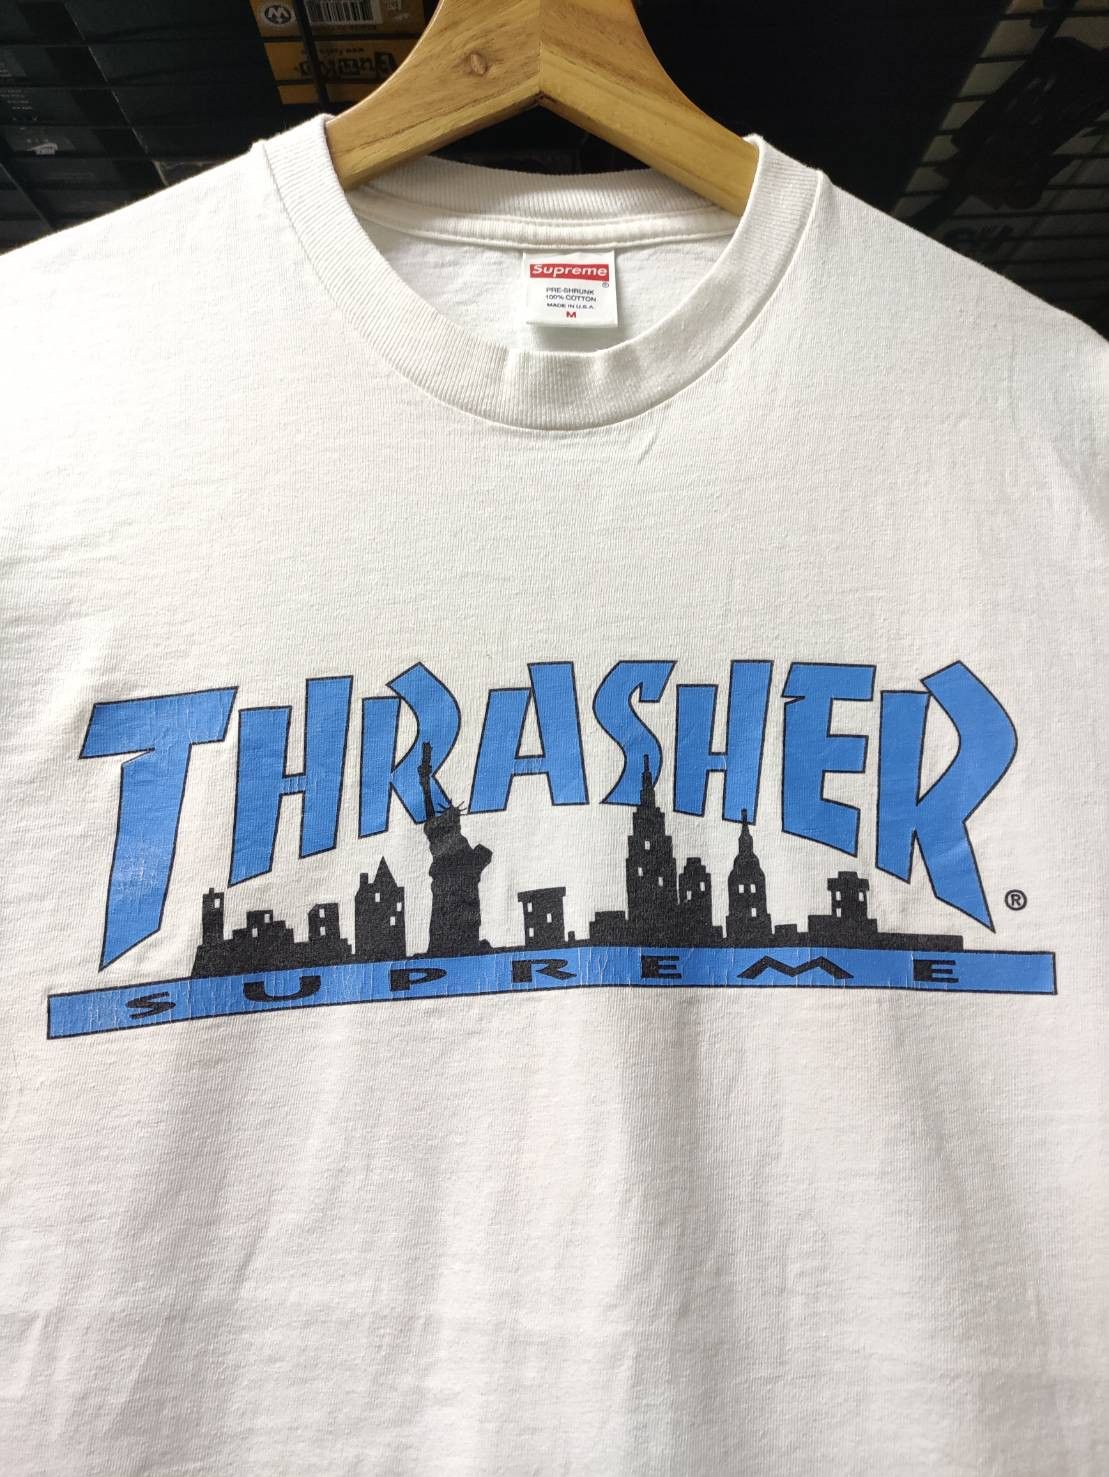 Supreme
®
PRE-SHRUNK
100% COTTON
MADE IN U.S.A.
M
THRASHER
®
SUPREME